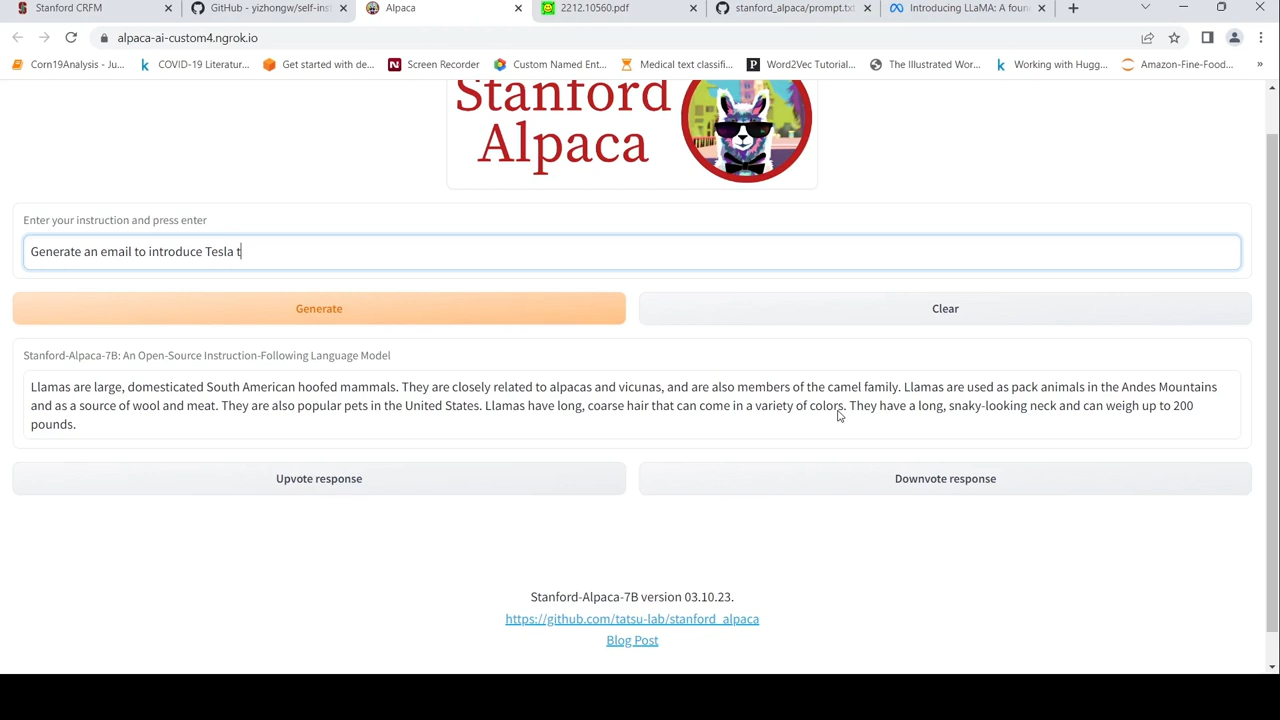 Stanford CRFM
GitHub - yizhongw/self-inst
Alpaca
2212.10560.pdf
stanford_alpaca/prompt.txt
Introducing LLaMA: A foun
alpaca-ai-custom4.ngrok.io
Corn19Analysis - Ju...
COVID-19 Literatur...
Get started with de...
Screen Recorder
Custom Named Ent...
Medical text classifi...
Word2Vec Tutorial...
The Illustrated Wor...
Working with Hugg...
Amazon-Fine-Food...
»
Stanford
Alpaca
Enter your instruction and press enter
Generate an email to introduce Tesla t
Generate
Clear
Stanford-Alpaca-7B: An Open-Source Instruction-Following Language Model
Llamas are large, domesticated South American hoofed mammals. They are closely related to alpacas and vicunas, and are also members of the camel family. Llamas are used as pack animals in the Andes Mountains
and as a source of wool and meat. They are also popular pets in the United States. Llamas have long, coarse hair that can come in a variety of colors. They have a long, snaky-looking neck and can weigh up to 200
pounds.
Upvote response
Downvote response
Stanford-Alpaca-7B version 03.10.23.
https://github.com/tatsu-lab/stanford_alpaca
Blog Post